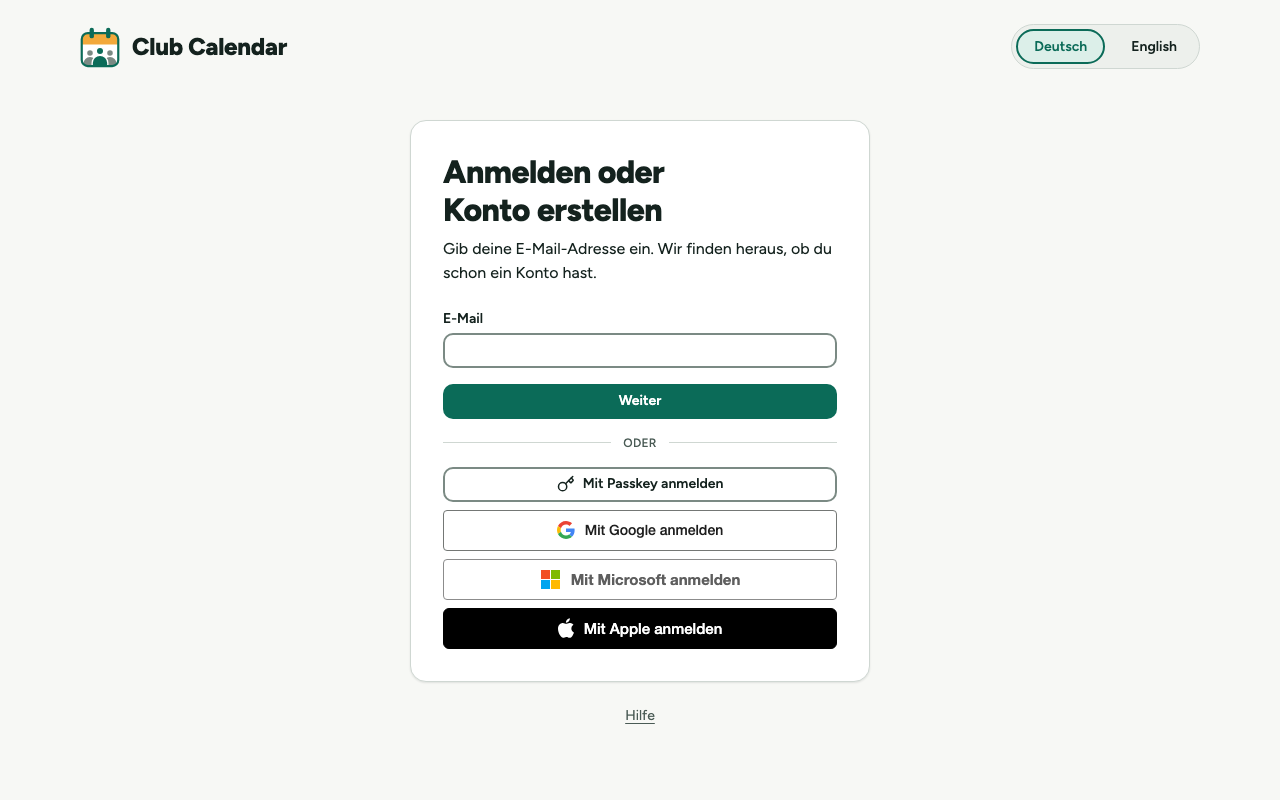 Club Calendar
Deutsch
English
Anmelden oder
Konto erstellen
Gib deine E-Mail-Adresse ein. Wir finden heraus, ob du
schon ein Konto hast.
E-Mail
Weiter
ODER
Mit Passkey anmelden
Mit Google anmelden
Mit Microsoft anmelden
Mit Apple anmelden
Hilfe